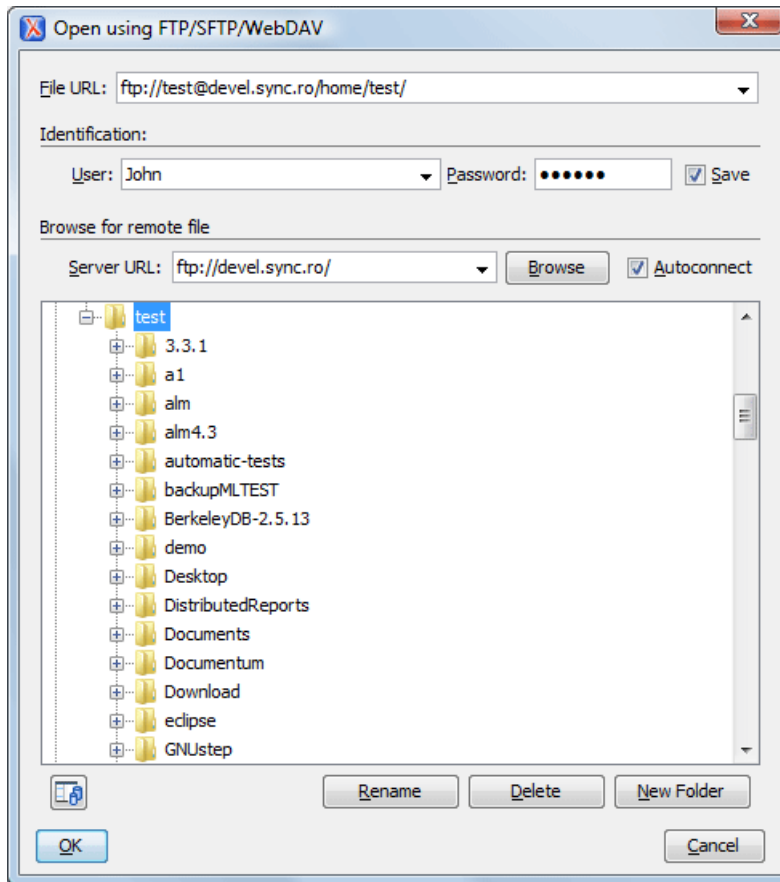 Open using FTP/SFTP/WebDAV
File URL: ftp://test@devel.sync.ro/home/test/
Identification:
User: John Password: ●●●●●● Save
Browse for remote file
Server URL: ftp://devel.sync.ro/ Browse Autoconnect
test
3.3.1
a1
alm
alm4.3
automatic-tests
backupMLTEST
BerkeleyDB-2.5.13
demo
Desktop
DistributedReports
Documents
Documentum
Download
eclipse
GNUstep
Rename Delete New Folder
OK Cancel